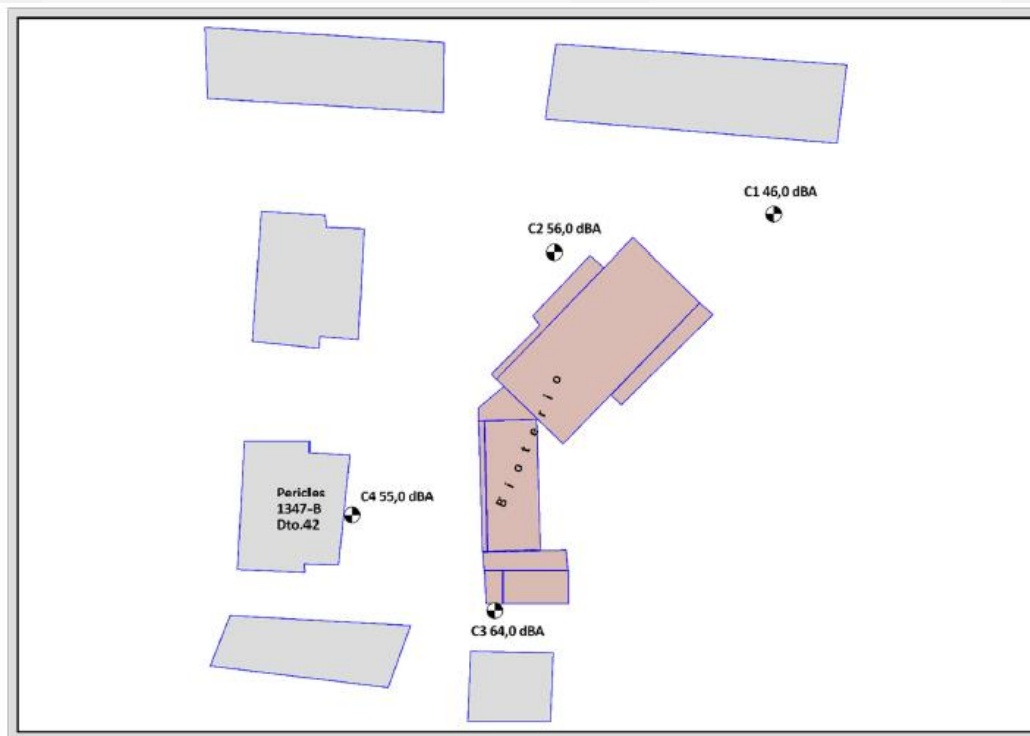 C1 46,0 dBA
C2 56,0 dBA
Bioterio
C4 55,0 dBA
Pericles
1347-B
Dto.42
C3 64,0 dBA